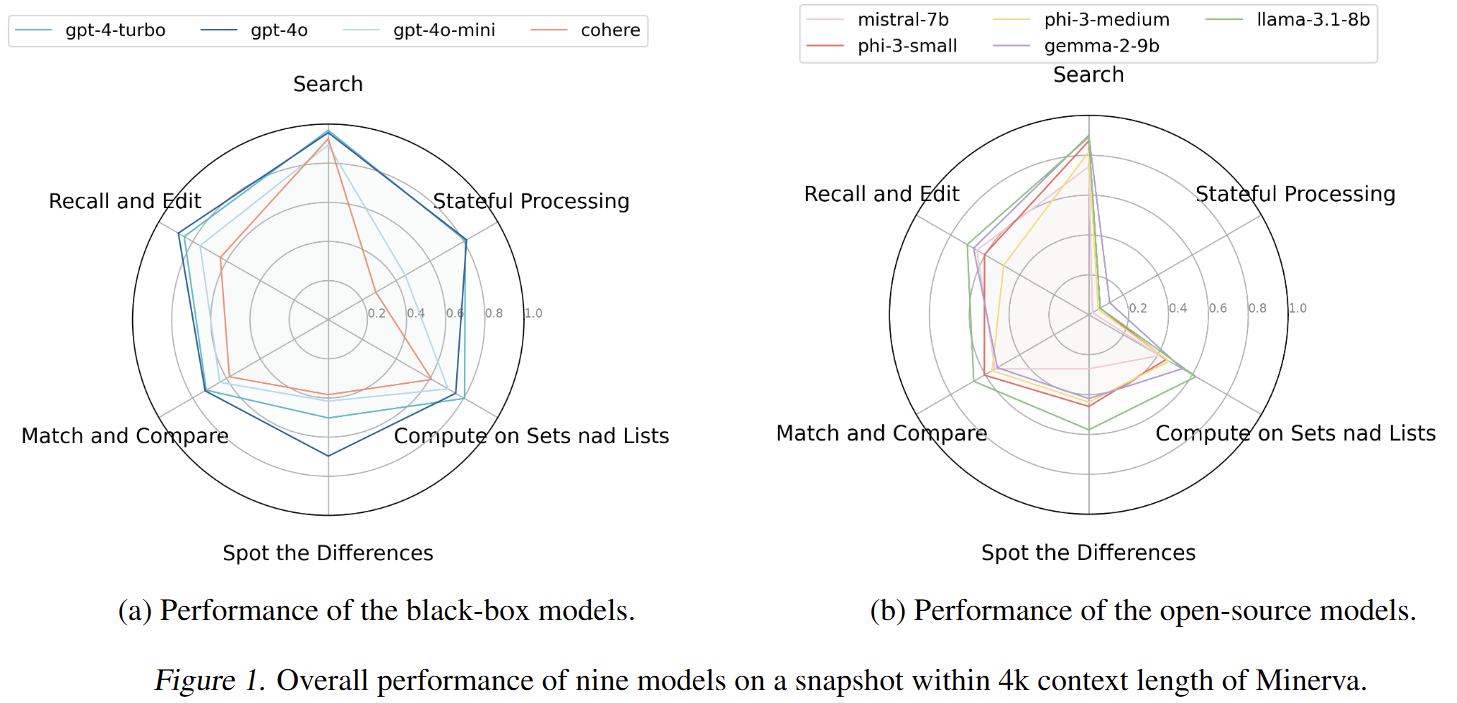 gpt-4-turbo gpt-4o gpt-4o-mini cohere
Search
Recall and Edit
Stateful Processing
0.2 0.4 0.6 0.8 1.0
Match and Compare
Compute on Sets nad Lists
Spot the Differences
(a) Performance of the black-box models.
mistral-7b phi-3-medium llama-3.1-8b
phi-3-small gemma-2-9b
Search
Recall and Edit
Stateful Processing
0.2 0.4 0.6 0.8 1.0
Match and Compare
Compute on Sets nad Lists
Spot the Differences
(b) Performance of the open-source models.
Figure 1. Overall performance of nine models on a snapshot within 4k context length of Minerva.